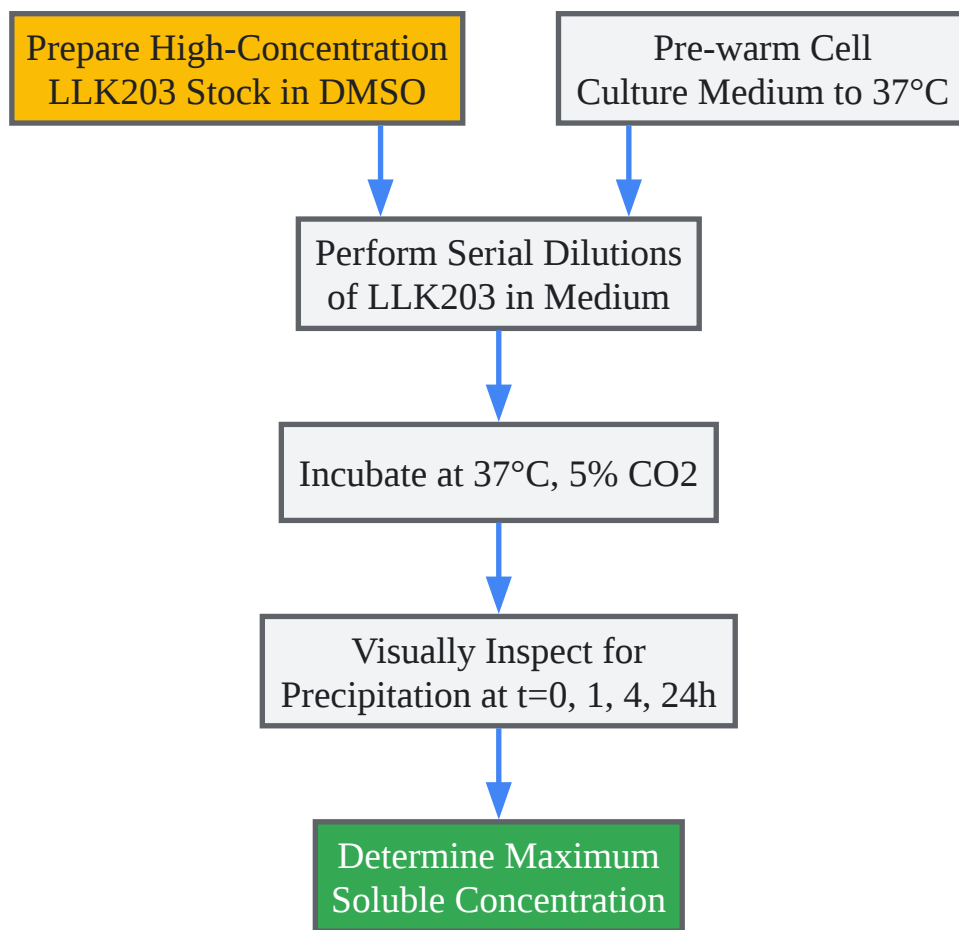 Prepare High-Concentration
LLK203 Stock in DMSO
Pre-warm Cell
Culture Medium to 37°C
Perform Serial Dilutions
of LLK203 in Medium
Incubate at 37°C, 5% CO2
Visually Inspect for
Precipitation at t=0, 1, 4, 24h
Determine Maximum
Soluble Concentration